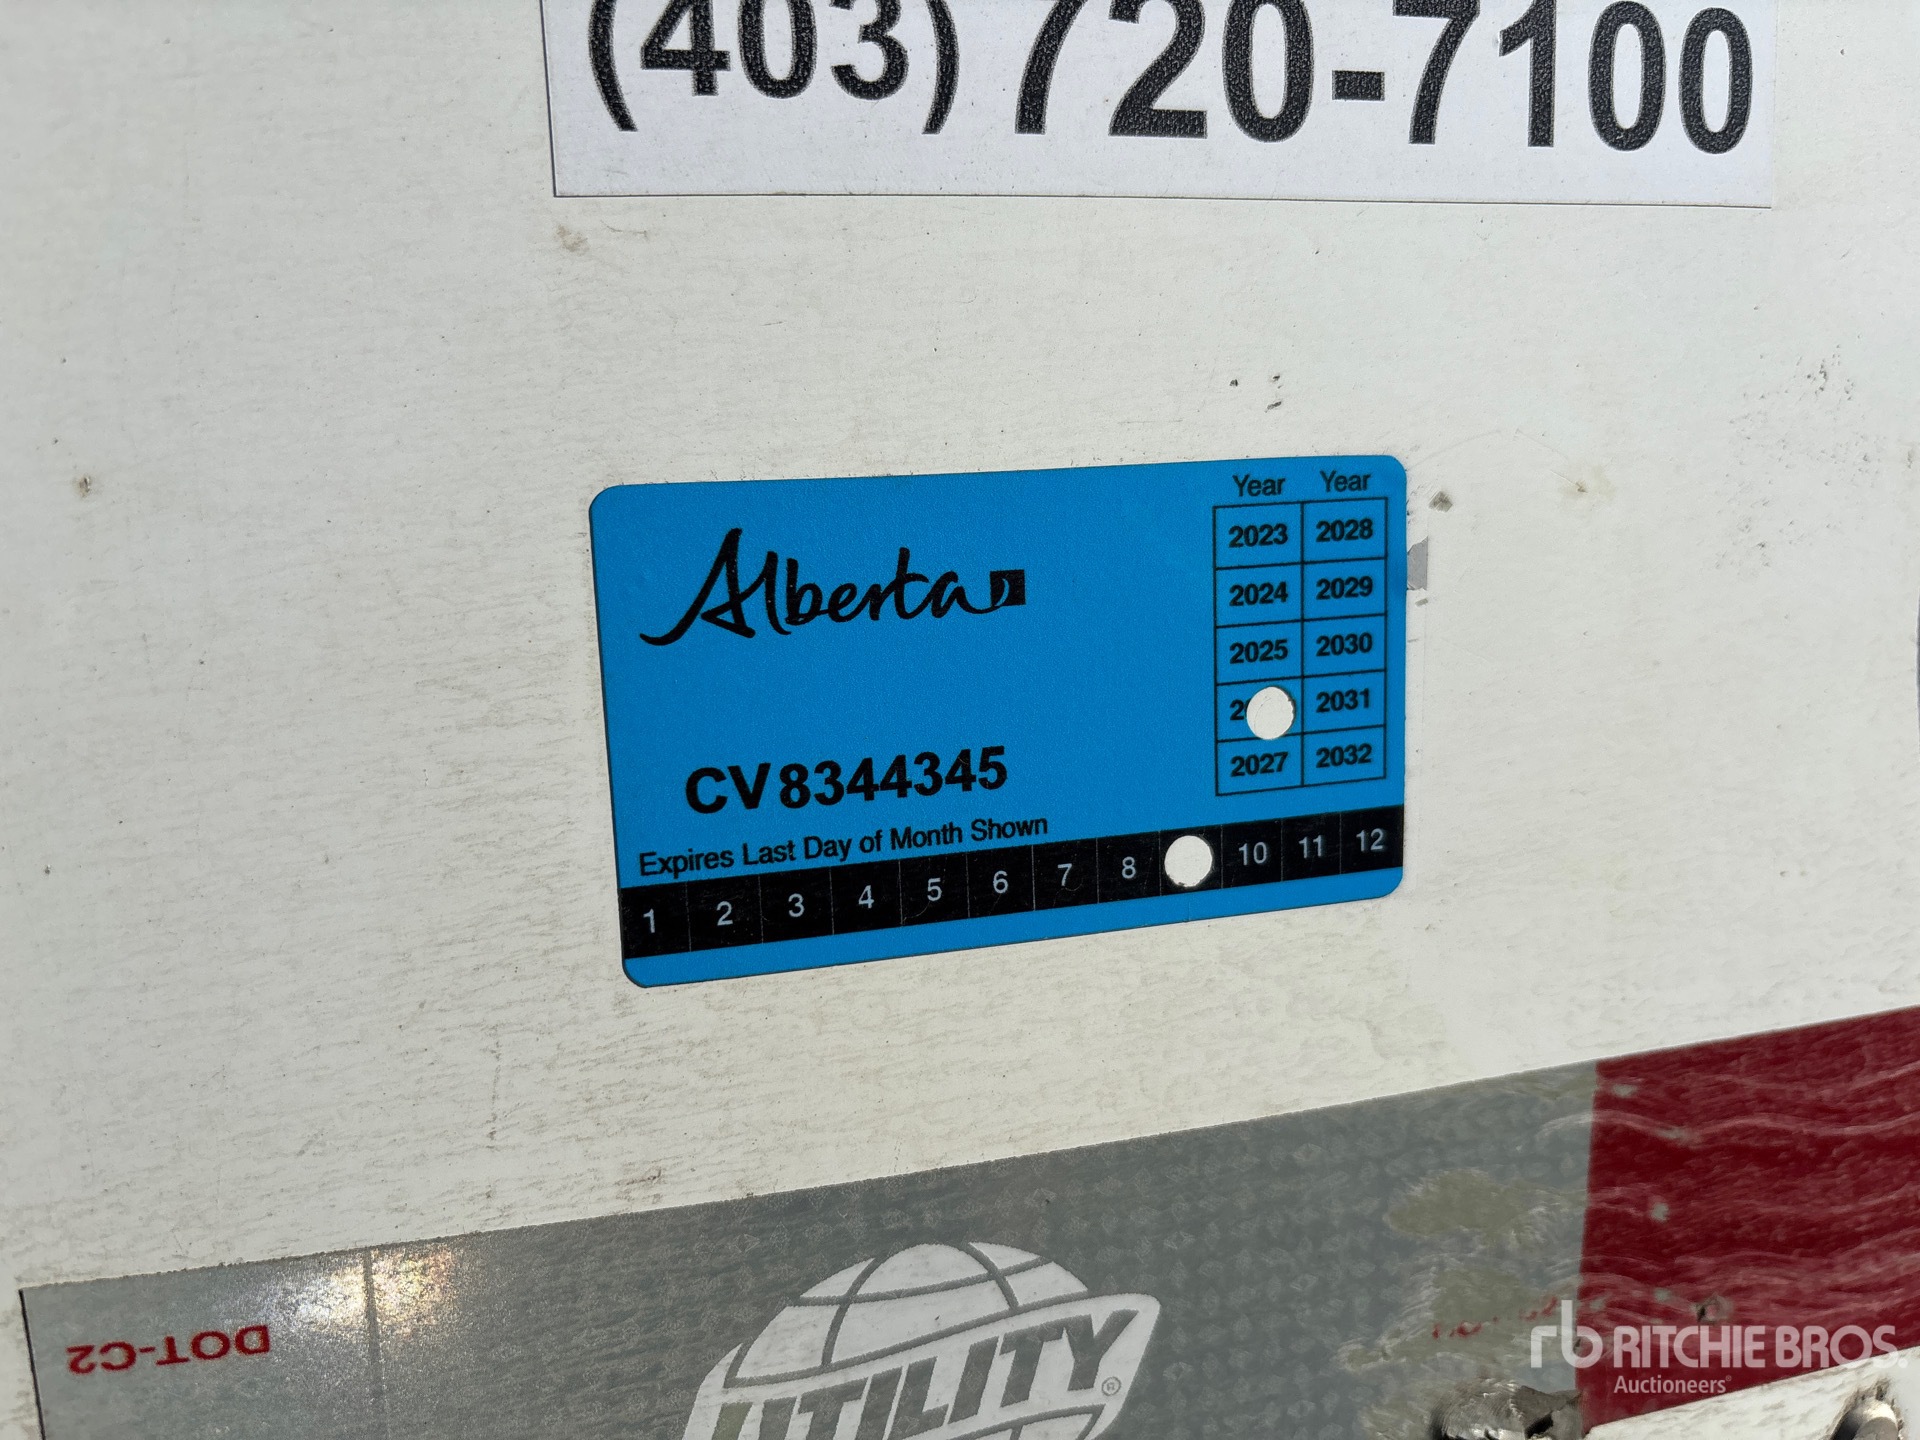 (403) 720-7100
Year Year
2023 2028
2024 2029
2025 2030
2 2031
2027 2032
Alberta
CV8344345
Expires Last Day of Month Shown
1 2 3 4 5 6 7 8 10 11 12
DOT-C2
UTILITY®
rb RITCHIE BROS.
Auctioneers